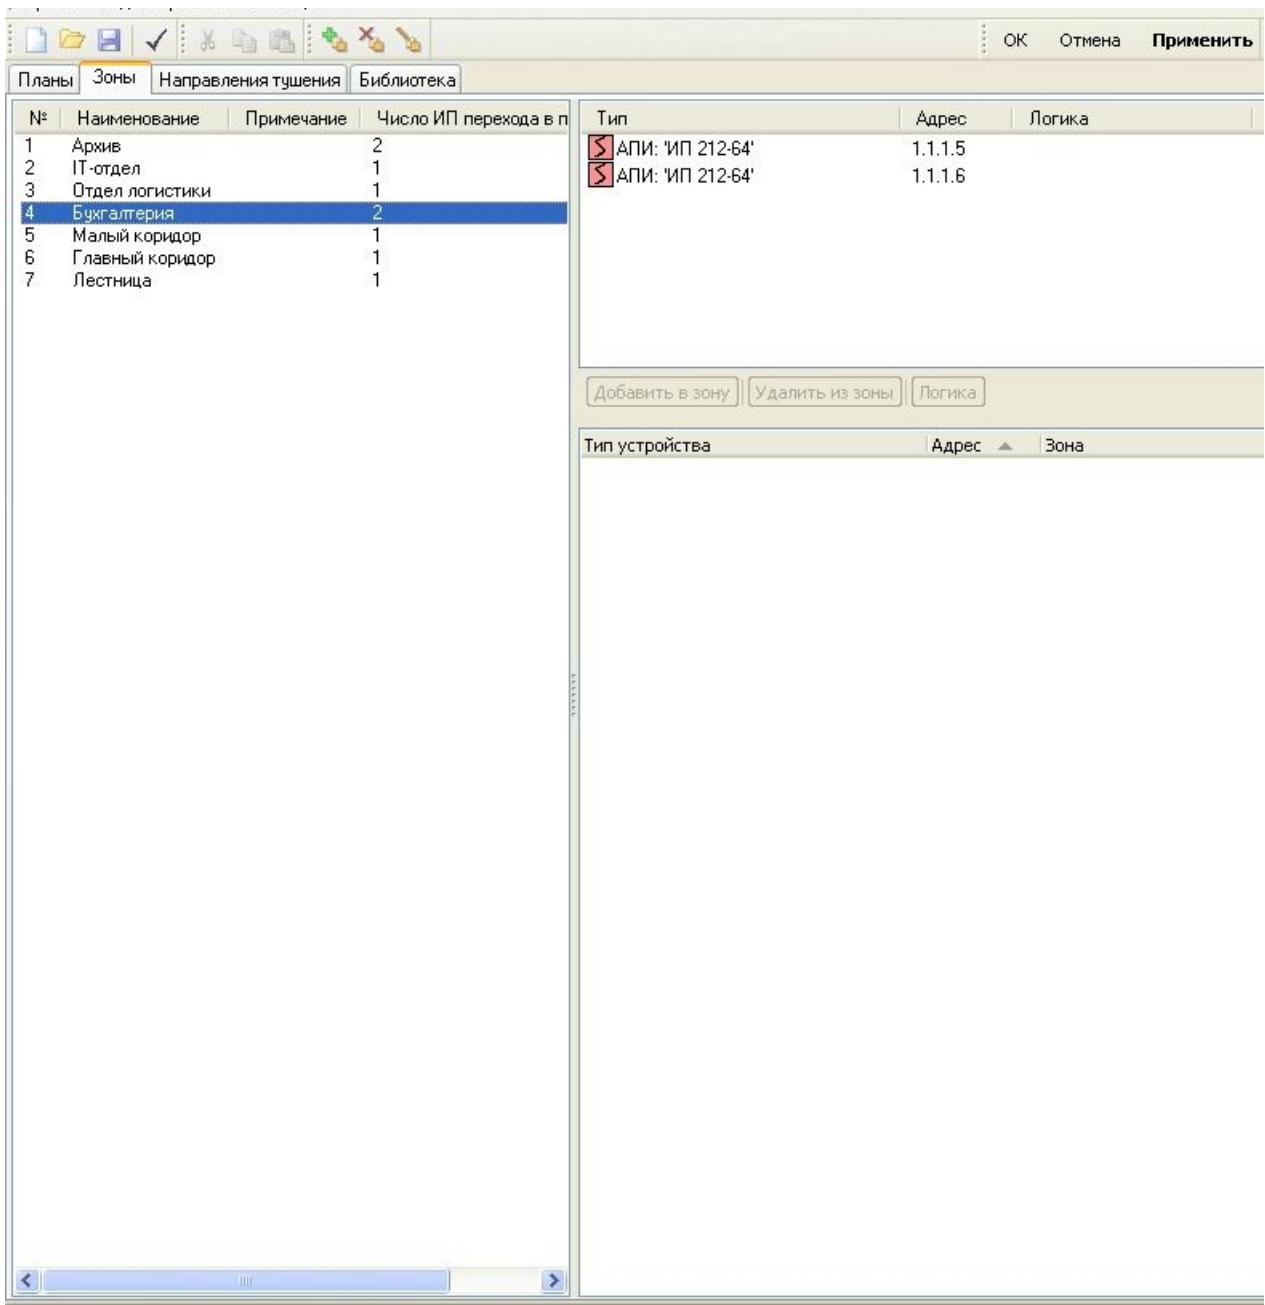 ОК Отмена Применить
Планы Зоны Направления тушения Библиотека
№ Наименование Примечание Число ИП перехода в п
1 Архив 2
2 IT-отдел 1
3 Отдел логистики 1
4 Бухгалтерия 2
5 Малый коридор 1
6 Главный коридор 1
7 Лестница 1
Тип Адрес Логика
АПИ: 'ИП 212-64' 1.1.1.5
АПИ: 'ИП 212-64' 1.1.1.6
Добавить в зону Удалить из зоны Логика
Тип устройства Адрес Зона